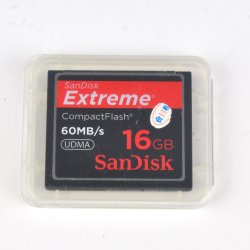 SanDisk
Extreme®
CompactFlash®
60MB/s
UDMA
16GB
SanDisk